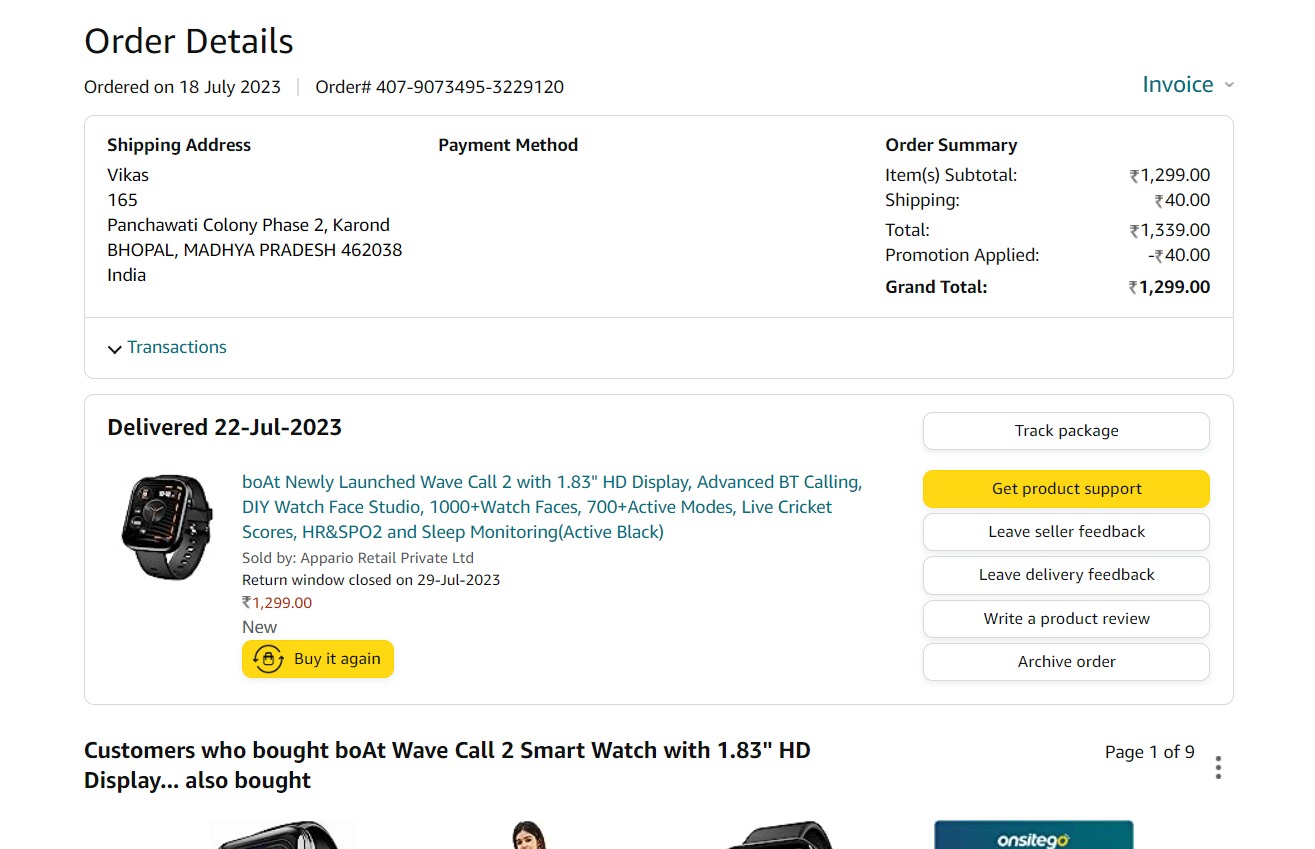 Order Details
Ordered on 18 July 2023 | Order# 407-9073495-3229120
Invoice
Shipping Address
Vikas
165
Panchawati Colony Phase 2, Karond
BHOPAL, MADHYA PRADESH 462038
India
Payment Method
Order Summary
Item(s) Subtotal: ₹1,299.00
Shipping: ₹40.00
Total: ₹1,339.00
Promotion Applied: -₹40.00
Grand Total: ₹1,299.00
Transactions
Delivered 22-Jul-2023
boAt Newly Launched Wave Call 2 with 1.83" HD Display, Advanced BT Calling,
DIY Watch Face Studio, 1000+Watch Faces, 700+Active Modes, Live Cricket
Scores, HR&SPO2 and Sleep Monitoring(Active Black)
Sold by: Appario Retail Private Ltd
Return window closed on 29-Jul-2023
₹1,299.00
New
Buy it again
Track package
Get product support
Leave seller feedback
Leave delivery feedback
Write a product review
Archive order
Customers who bought boAt Wave Call 2 Smart Watch with 1.83" HD
Display... also bought
Page 1 of 9
onsitego